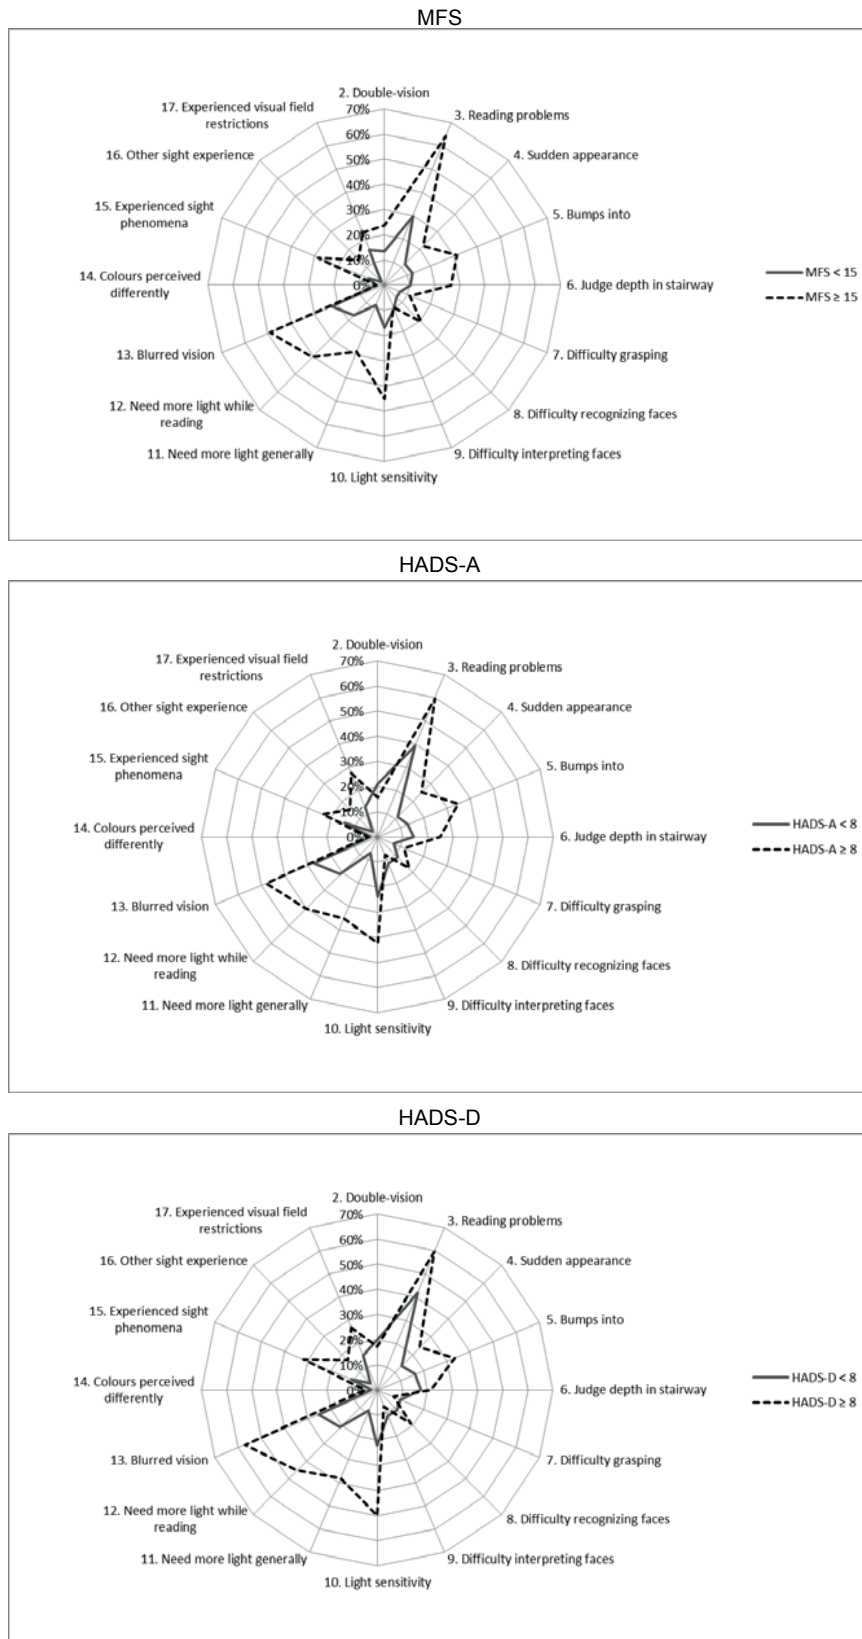 MFS
2. Double-vision
70%
60%
50%
40%
30%
20%
10%
0%
3. Reading problems
4. Sudden appearance
5. Bumps into
6. Judge depth in stairway
7. Difficulty grasping
8. Difficulty recognizing faces
9. Difficulty interpreting faces
10. Light sensitivity
11. Need more light generally
12. Need more light while
reading
13. Blurred vision
14. Colours perceived
differently
15. Experienced sight
phenomena
16. Other sight experience
17. Experienced visual field
restrictions
MFS < 15
MFS ≥ 15
HADS-A
2. Double-vision
70%
60%
50%
40%
30%
20%
10%
0%
3. Reading problems
4. Sudden appearance
5. Bumps into
6. Judge depth in stairway
7. Difficulty grasping
8. Difficulty recognizing faces
9. Difficulty interpreting faces
10. Light sensitivity
11. Need more light generally
12. Need more light while
reading
13. Blurred vision
14. Colours perceived
differently
15. Experienced sight
phenomena
16. Other sight experience
17. Experienced visual field
restrictions
HADS-A < 8
HADS-A ≥ 8
HADS-D
2. Double-vision
70%
60%
50%
40%
30%
20%
10%
0%
3. Reading problems
4. Sudden appearance
5. Bumps into
6. Judge depth in stairway
7. Difficulty grasping
8. Difficulty recognizing faces
9. Difficulty interpreting faces
10. Light sensitivity
11. Need more light generally
12. Need more light while
reading
13. Blurred vision
14. Colours perceived
differently
15. Experienced sight
phenomena
16. Other sight experience
17. Experienced visual field
restrictions
HADS-D < 8
HADS-D ≥ 8